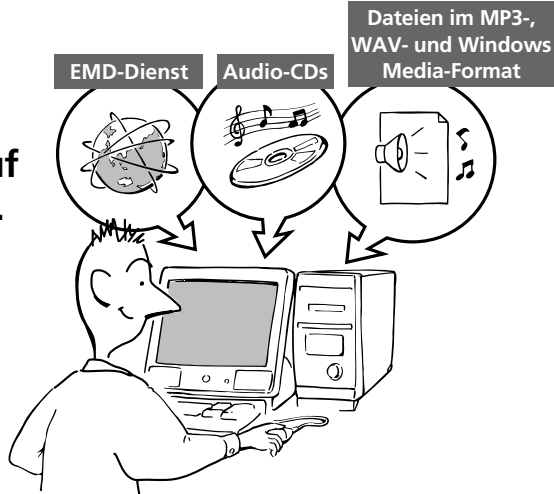 EMD-Dienst
Audio-CDs
Dateien im MP3-,
WAV- und Windows
Media-Format